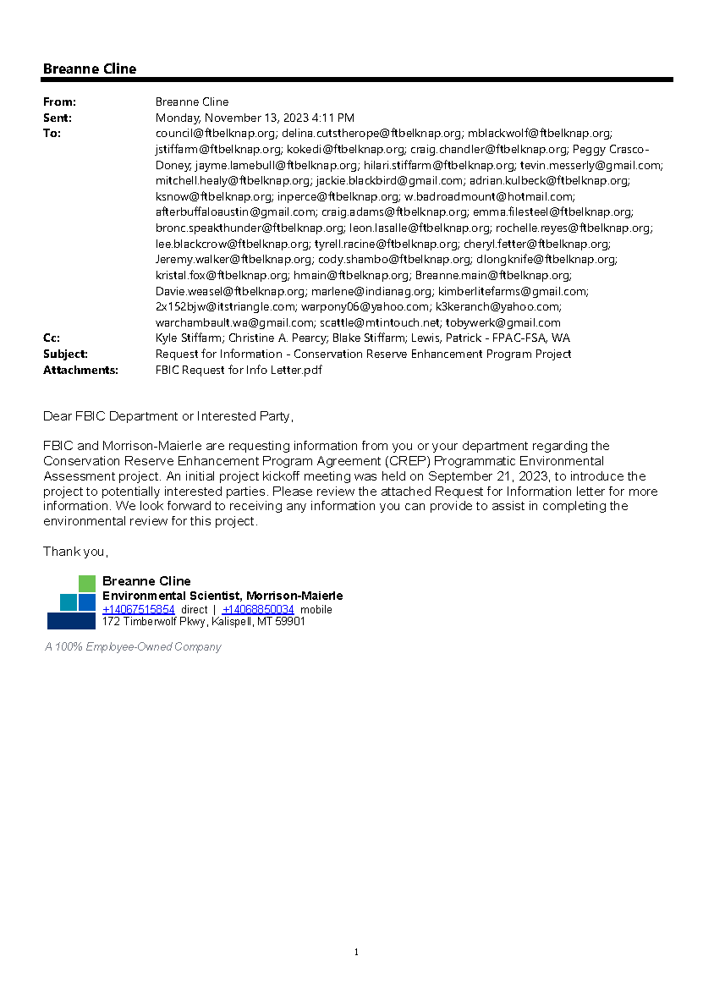 Breanne Cline
From: Breanne Cline
Sent: Monday, November 13, 2023 4:11 PM
To: council@ftbelknap.org; delina.cutstherope@ftbelknap.org; mblackwolf@ftbelknap.org;
jstiffarm@ftbelknap.org; kokedi@ftbelknap.org; craig.chandler@ftbelknap.org; Peggy Crasco-
Doney; jayme.lamebull@ftbelknap.org; hilari.stiffarm@ftbelknap.org; tevin.messerly@gmail.com;
mitchell.healy@ftbelknap.org; jackie.blackbird@gmail.com; adrian.kulbeck@ftbelknap.org;
ksnow@ftbelknap.org; inperce@ftbelknap.org; w.badroadmount@hotmail.com;
afterbuffaloaustin@gmail.com; craig.adams@ftbelknap.org; emma.filesteel@ftbelknap.org;
bronc.speakthunder@ftbelknap.org; leon.lasalle@ftbelknap.org; rochelle.reyes@ftbelknap.org;
lee.blackcrow@ftbelknap.org; tyrell.racine@ftbelknap.org; cheryl.fetter@ftbelknap.org;
Jeremy.walker@ftbelknap.org; cody.shambo@ftbelknap.org; dlongknife@ftbelknap.org;
kristal.fox@ftbelknap.org; hmain@ftbelknap.org; Breanne.main@ftbelknap.org;
Davie.weasel@ftbelknap.org; marlene@indianag.org; kimberlitefarms@gmail.com;
2x152bjw@itstriangle.com; warpony06@yahoo.com; k3keranch@yahoo.com;
warchambault.wa@gmail.com; scattle@mtintouch.net; tobywerk@gmail.com
Cc: Kyle Stiffarm; Christine A. Pearcy; Blake Stiffarm; Lewis, Patrick - FPAC-FSA, WA
Subject: Request for Information - Conservation Reserve Enhancement Program Project
Attachments: FBIC Request for Info Letter.pdf
Dear FBIC Department or Interested Party,
FBIC and Morrison-Maierle are requesting information from you or your department regarding the
Conservation Reserve Enhancement Program Agreement (CREP) Programmatic Environmental
Assessment project. An initial project kickoff meeting was held on September 21, 2023, to introduce the
project to potentially interested parties. Please review the attached Request for Information letter for more
information. We look forward to receiving any information you can provide to assist in completing the
environmental review for this project.
Thank you,
Breanne Cline
Environmental Scientist, Morrison-Maierle
+14067515854 direct | +14068850034 mobile
172 Timberwolf Pkwy, Kalispell, MT 59901
A 100% Employee-Owned Company
1